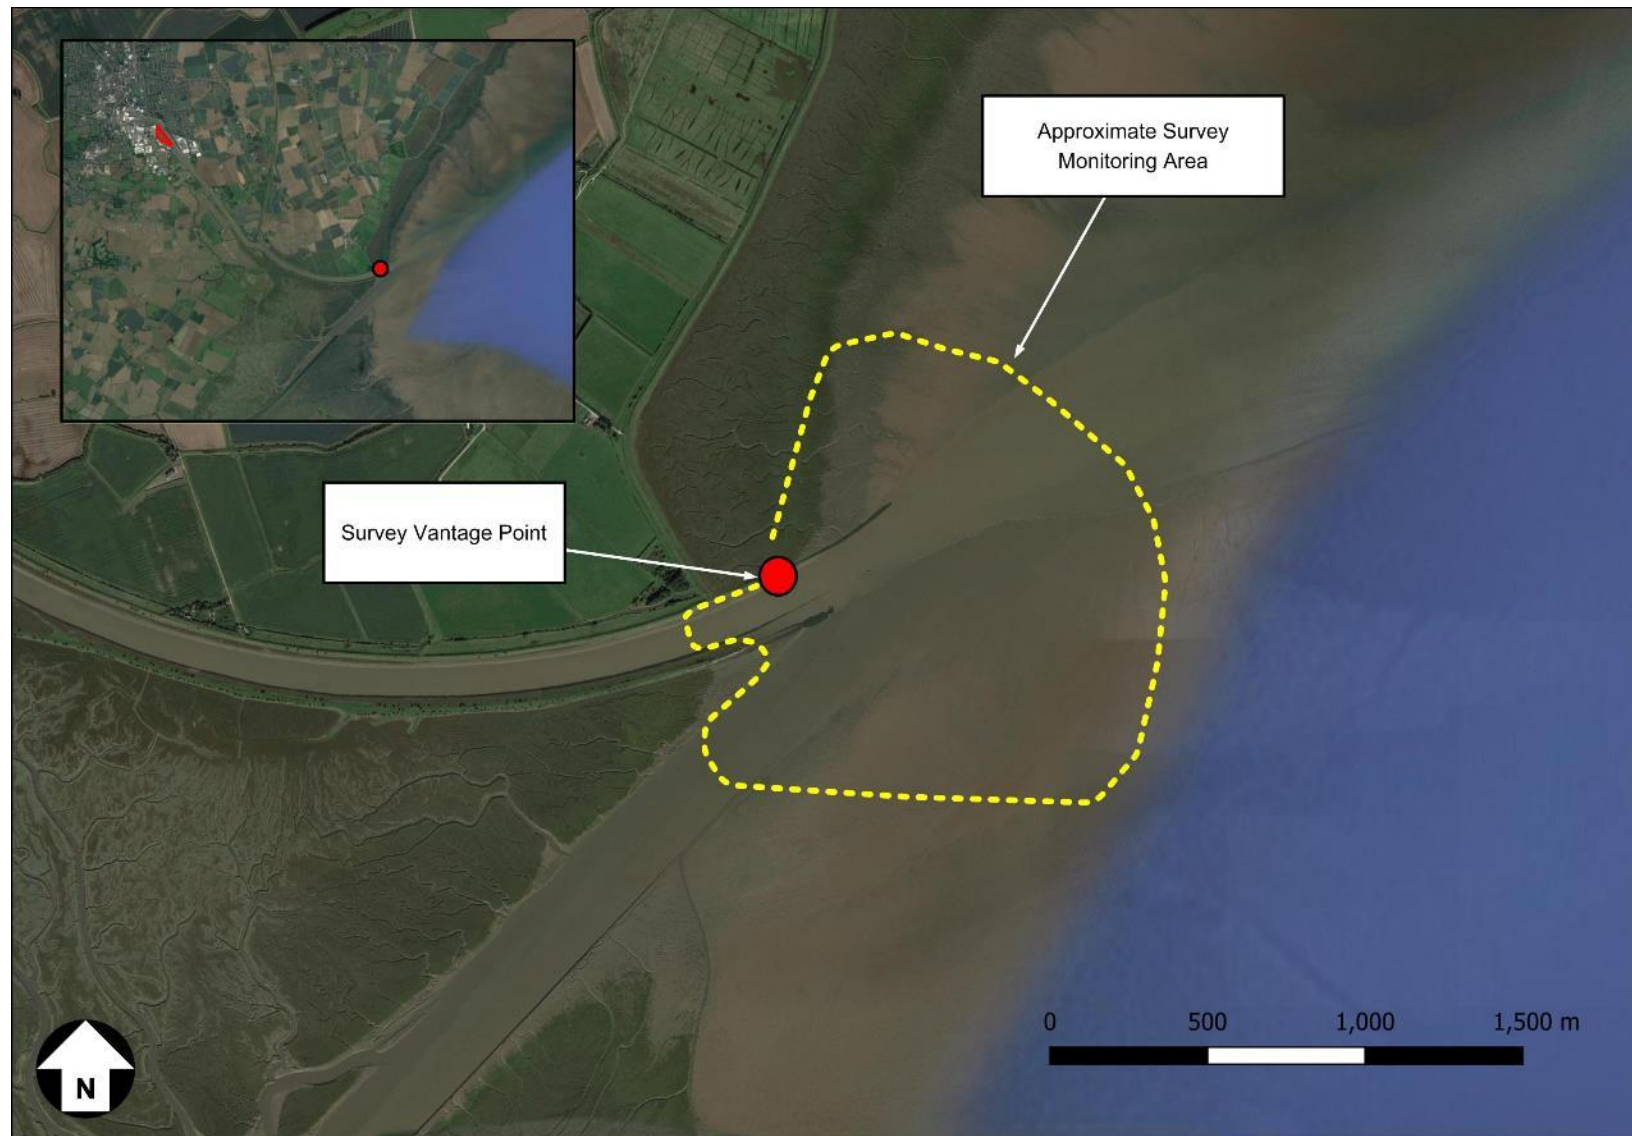 Approximate Survey
Monitoring Area
Survey Vantage Point
0 500 1,000 1,500 m
N